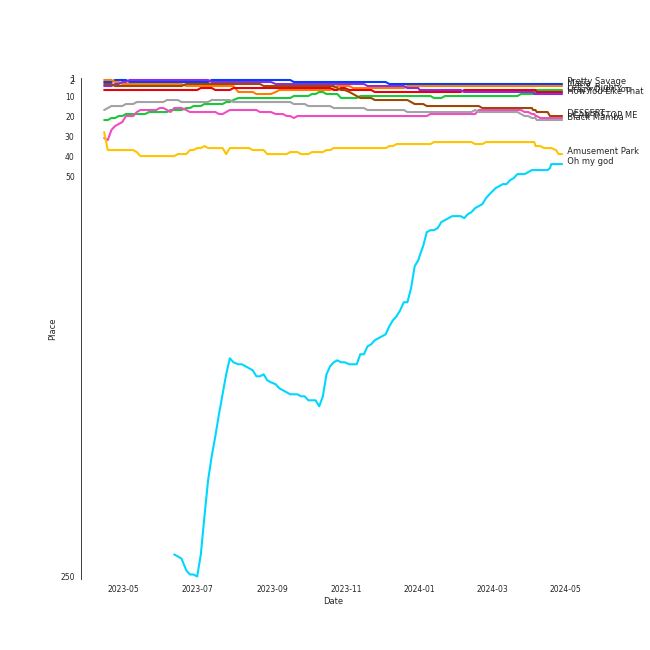 1
2
10
20
30
40
50
250
Place
2023-05
2023-07
2023-09
2023-11
2024-01
2024-03
2024-05
Date
Pretty Savage
How You Like That
DESSERT
Black Mamba
Amusement Park
Oh my god